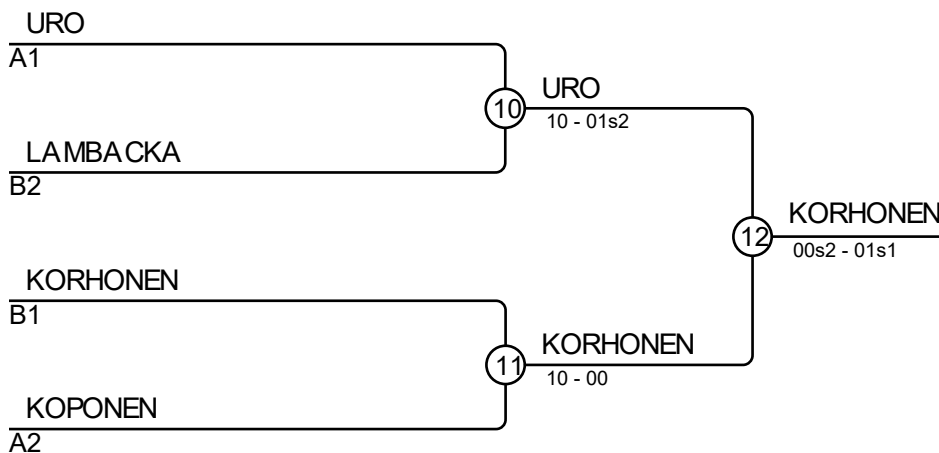 URO
A1
10
URO
10 - 01s2
LAMBACKA
B2
12
KORHONEN
00s2 - 01s1
KORHONEN
B1
11
KORHONEN
10 - 00
KOPONEN
A2